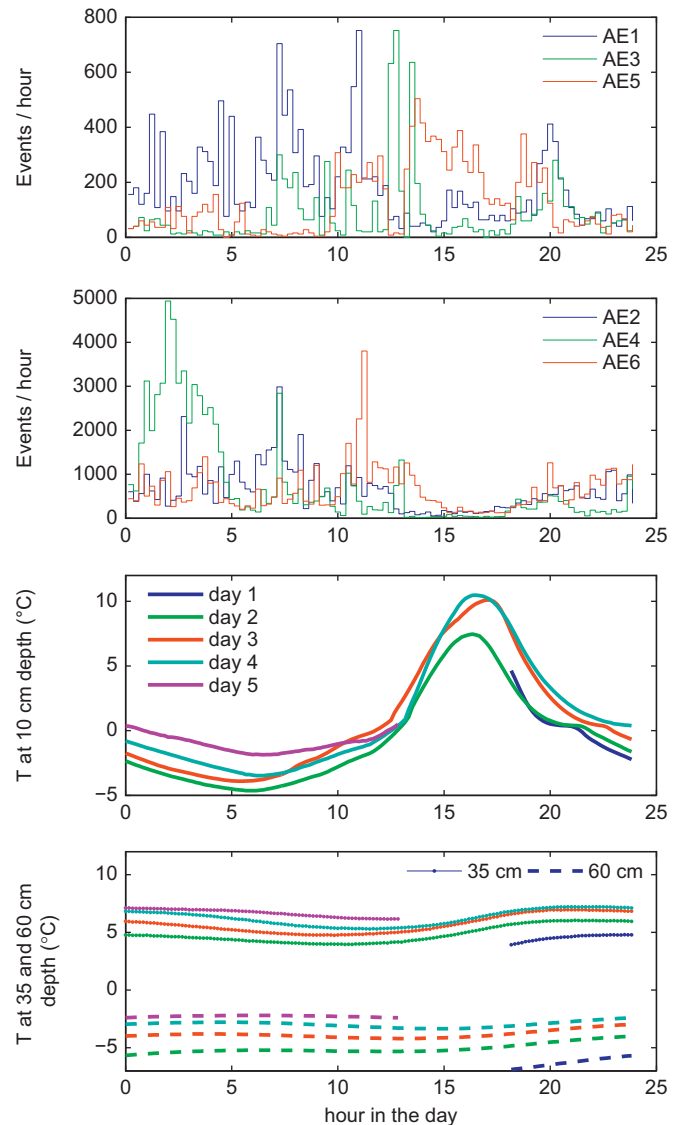 800
600
400
200
0
Events / hour
AE1
AE3
AE5
0 5 10 15 20 25
5000
4000
3000
2000
1000
0
Events / hour
AE2
AE4
AE6
0 5 10 15 20 25
10
5
0
−5
T at 10 cm depth (°C)
day 1
day 2
day 3
day 4
day 5
0 5 10 15 20 25
10
5
0
−5
T at 35 and 60 cm
depth (°C)
35 cm 60 cm
0 5 10 15 20 25
hour in the day